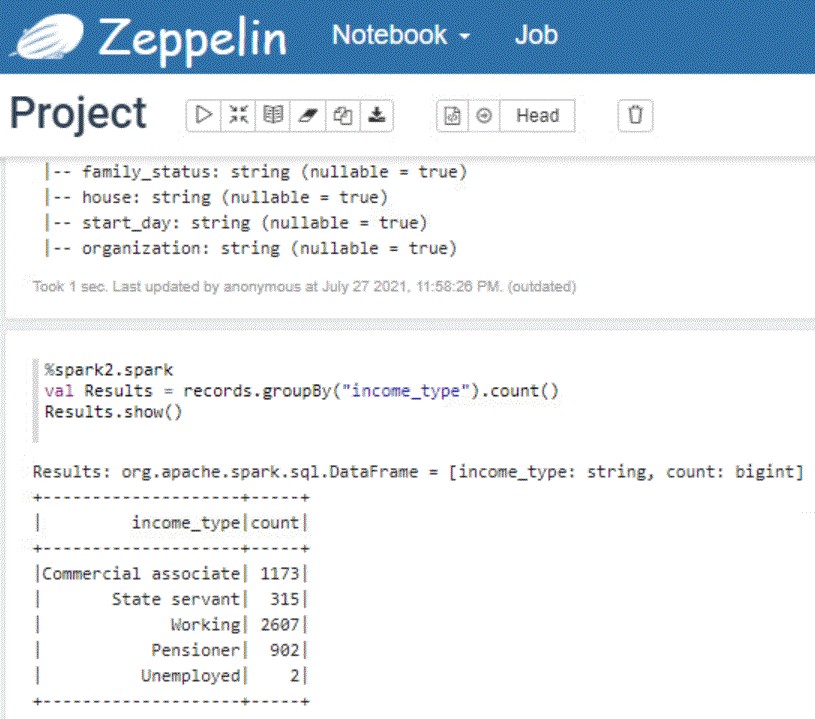 Zeppelin Notebook Job
Project Head
|-- family_status: string (nullable = true)
|-- house: string (nullable = true)
|-- start_day: string (nullable = true)
|-- organization: string (nullable = true)
Took 1 sec. Last updated by anonymous at July 27 2021, 11:58:26 PM. (outdated)
%spark2.spark
val Results = records.groupBy("income_type").count()
Results.show()
Results: org.apache.spark.sql.DataFrame = [income_type: string, count: bigint]
+--------------------+-----+
|         income_type|count|
+--------------------+-----+
|Commercial associate| 1173|
|       State servant|  315|
|             Working| 2607|
|           Pensioner|  902|
|          Unemployed|    2|
+--------------------+-----+